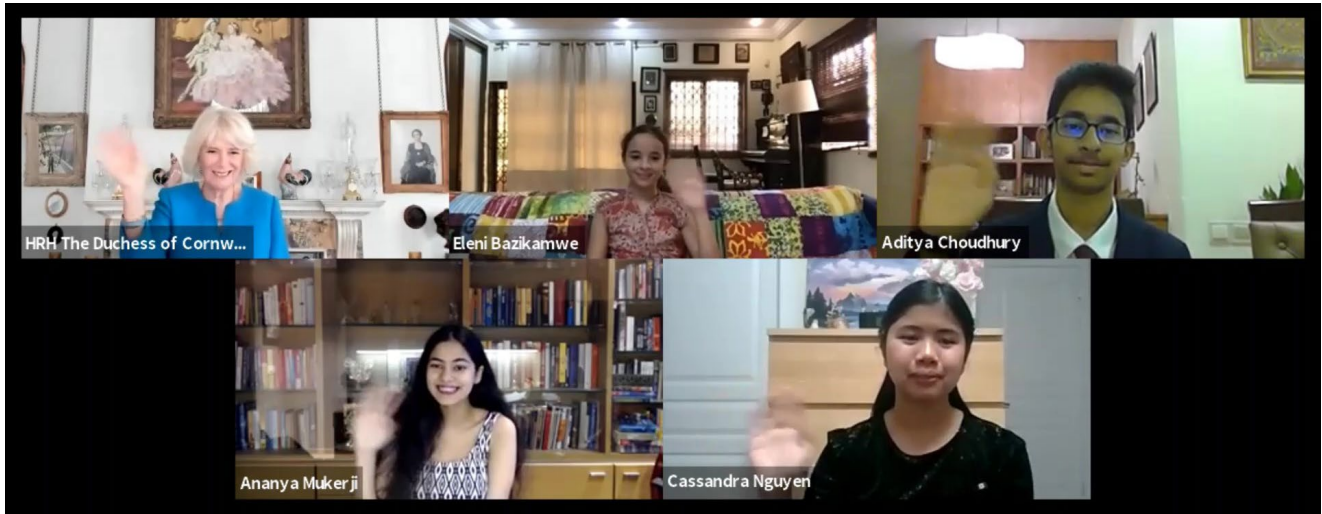 HRH The Duchess of Cornw...
Eleni Bazikamwe
Aditya Choudhury
Ananya Mukerji
Cassandra Nguyen